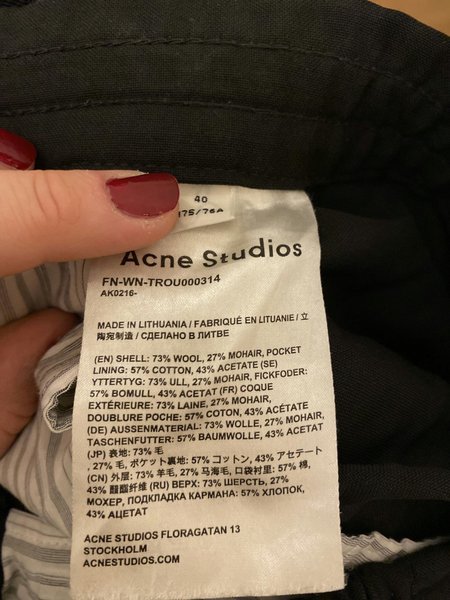 40
175/76A
Acne Studios
FN-WN-TROU000314
AK0216-
MADE IN LITHUANIA / FABRIQUÉ EN LITUANIE / 立
陶宛制造 / СДЕЛАНО В ЛИТВЕ
(EN) SHELL: 73% WOOL, 27% MOHAIR, POCKET
LINING: 57% COTTON, 43% ACETATE (SE)
YTTERTYG: 73% ULL, 27% MOHAIR, FICKFODER:
57% BOMULL, 43% ACETAT (FR) COQUE
EXTÉRIEURE: 73% LAINE, 27% MOHAIR,
DOUBLURE POCHE: 57% COTON, 43% ACÉTATE
(DE) AUSSENMATERIAL: 73% WOLLE, 27% MOHAIR,
TASCHENFUTTER: 57% BAUMWOLLE, 43% ACETAT
(JP) 表地: 73% 毛
, 27% 毛, ポケット裏地: 57% コットン, 43% アセテート
(CN) 外层: 73% 羊毛, 27% 马海毛, 口袋衬里: 57% 棉,
43% 醋酯纤维 (RU) ВЕРХ: 73% ШЕРСТЬ, 27%
МОХЕР, ПОДКЛАДКА КАРМАНА: 57% ХЛОПОК,
43% АЦЕТАТ
ACNE STUDIOS FLORAGATAN 13
STOCKHOLM
ACNESTUDIOS.COM